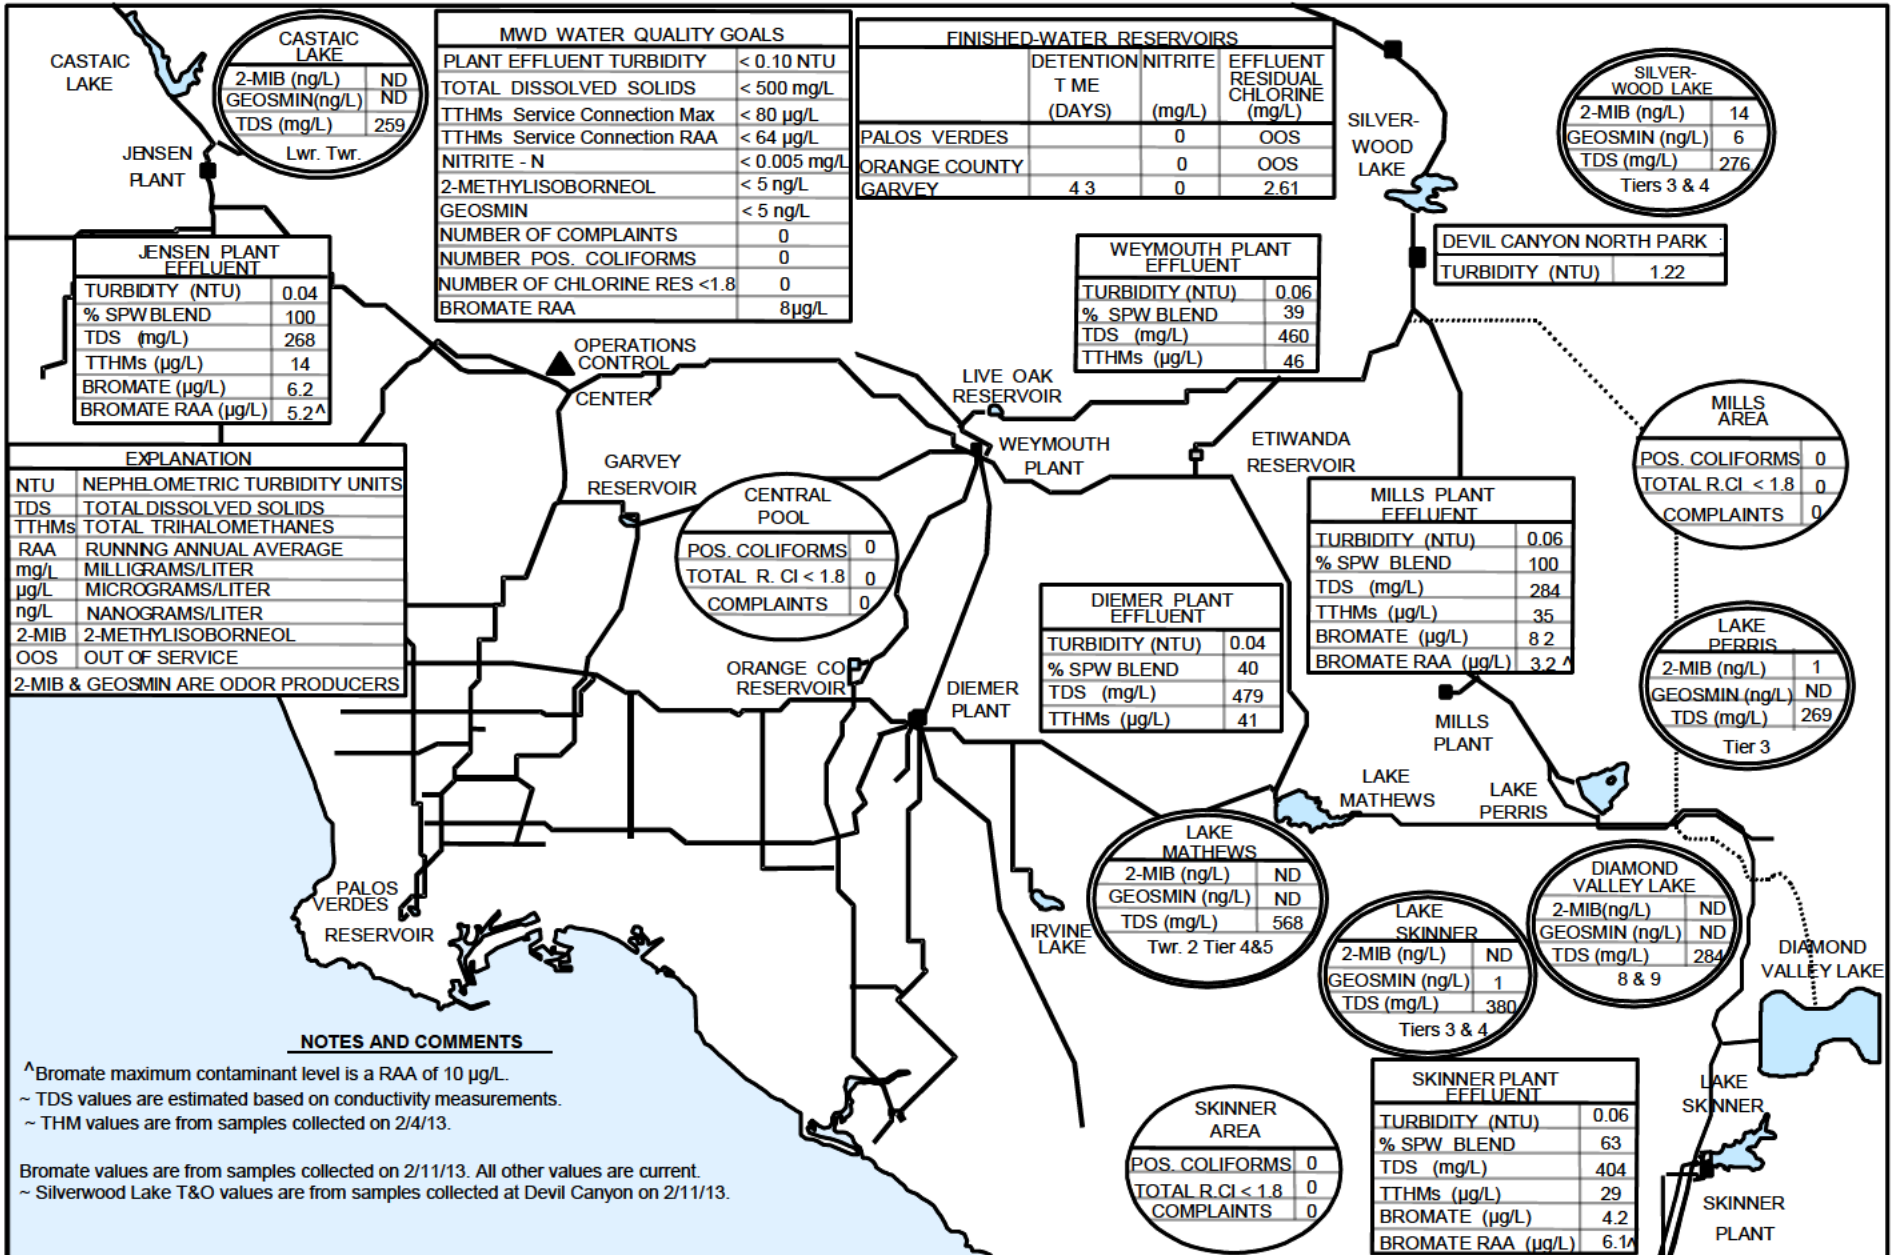 CASTAIC
LAKE
CASTAIC
LAKE
2-MIB (ng/L) ND
GEOSMIN(ng/L) ND
TDS (mg/L) 259
Lwr. Twr.
JENSEN
PLANT
MWD WATER QUALITY GOALS
PLANT EFFLUENT TURBIDITY < 0.10 NTU
TOTAL DISSOLVED SOLIDS < 500 mg/L
TTHMs Service Connection Max < 80 µg/L
TTHMs Service Connection RAA < 64 µg/L
NITRITE - N < 0.005 mg/L
2-METHYLISOBORNEOL < 5 ng/L
GEOSMIN < 5 ng/L
NUMBER OF COMPLAINTS 0
NUMBER POS. COLIFORMS 0
NUMBER OF CHLORINE RES <1.8 0
BROMATE RAA 8µg/L
FINISHED-WATER RESERVOIRS
DETENTION NITRITE EFFLUENT
RESIDUAL
T ME CHLORINE
(DAYS) (mg/L) (mg/L)
PALOS VERDES 0 OOS
ORANGE COUNTY 0 OOS
GARVEY 4 3 0 2.61
SILVER-
WOOD
LAKE
SILVER-
WOOD LAKE
2-MIB (ng/L) 14
GEOSMIN (ng/L) 6
TDS (mg/L) 276
Tiers 3 & 4
DEVIL CANYON NORTH PARK
TURBIDITY (NTU) 1.22
JENSEN PLANT
EFFLUENT
TURBIDITY (NTU) 0.04
% SPW BLEND 100
TDS (mg/L) 268
TTHMs (µg/L) 14
BROMATE (µg/L) 6.2
BROMATE RAA (µg/L) 5.2^
WEYMOUTH PLANT
EFFLUENT
TURBIDITY (NTU) 0.06
% SPW BLEND 39
TDS (mg/L) 460
TTHMs (µg/L) 46
OPERATIONS
CONTROL
CENTER
LIVE OAK
RESERVOIR
WEYMOUTH
PLANT
ETIWANDA
RESERVOIR
MILLS
AREA
POS. COLIFORMS 0
TOTAL R.Cl < 1.8 0
COMPLAINTS 0
EXPLANATION
NTU NEPHELOMETRIC TURBIDITY UNITS
TDS TOTAL DISSOLVED SOLIDS
TTHMs TOTAL TRIHALOMETHANES
RAA RUNNING ANNUAL AVERAGE
mg/L MILLIGRAMS/LITER
µg/L MICROGRAMS/LITER
ng/L NANOGRAMS/LITER
2-MIB 2-METHYLISOBORNEOL
OOS OUT OF SERVICE
2-MIB & GEOSMIN ARE ODOR PRODUCERS
GARVEY
RESERVOIR
CENTRAL
POOL
POS. COLIFORMS 0
TOTAL R. Cl < 1.8 0
COMPLAINTS 0
MILLS PLANT
EFFLUENT
TURBIDITY (NTU) 0.06
% SPW BLEND 100
TDS (mg/L) 284
TTHMs (µg/L) 35
BROMATE (µg/L) 8 2
BROMATE RAA (µg/L) 3.2 ^
DIEMER PLANT
EFFLUENT
TURBIDITY (NTU) 0.04
% SPW BLEND 40
TDS (mg/L) 479
TTHMs (µg/L) 41
ORANGE CO
RESERVOIR
DIEMER
PLANT
LAKE
PERRIS
2-MIB (ng/L) 1
GEOSMIN (ng/L) ND
TDS (mg/L) 269
Tier 3
MILLS
PLANT
LAKE
MATHEWS
LAKE
PERRIS
LAKE
MATHEWS
2-MIB (ng/L) ND
GEOSMIN (ng/L) ND
TDS (mg/L) 568
Twr. 2 Tier 4&5
DIAMOND
VALLEY LAKE
2-MIB(ng/L) ND
GEOSMIN (ng/L) ND
TDS (mg/L) 284
8 & 9
PALOS
VERDES
RESERVOIR
IRVINE
LAKE
LAKE
SKINNER
2-MIB (ng/L) ND
GEOSMIN (ng/L) 1
TDS (mg/L) 380
Tiers 3 & 4
DIAMOND
VALLEY LAKE
NOTES AND COMMENTS
^Bromate maximum contaminant level is a RAA of 10 µg/L.
~ TDS values are estimated based on conductivity measurements.
~ THM values are from samples collected on 2/4/13.
Bromate values are from samples collected on 2/11/13. All other values are current.
~ Silverwood Lake T&O values are from samples collected at Devil Canyon on 2/11/13.
SKINNER
AREA
POS. COLIFORMS 0
TOTAL R.Cl < 1.8 0
COMPLAINTS 0
SKINNER PLANT
EFFLUENT
TURBIDITY (NTU) 0.06
% SPW BLEND 63
TDS (mg/L) 404
TTHMs (µg/L) 29
BROMATE (µg/L) 4.2
BROMATE RAA (µg/L) 6.1^
LAKE
SKINNER
SKINNER
PLANT